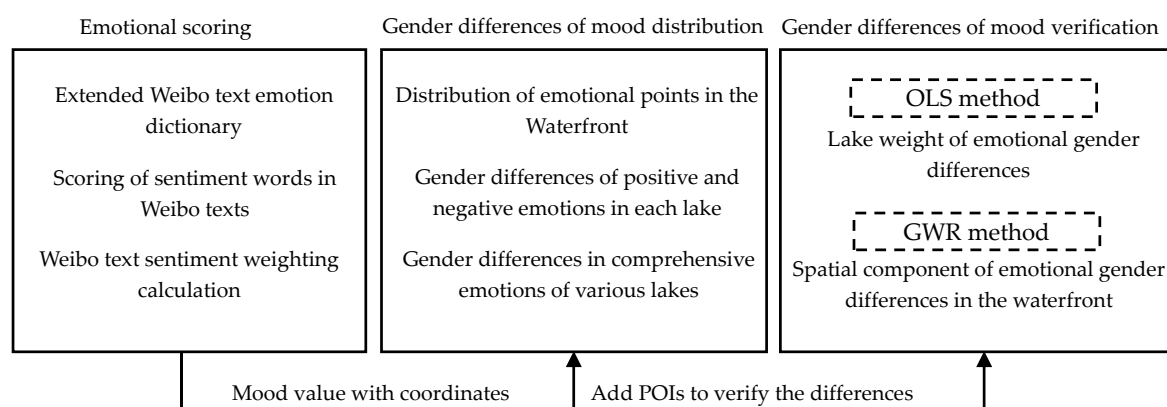 Emotional scoring
Extended Weibo text emotion
dictionary
Scoring of sentiment words in
Weibo texts
Weibo text sentiment weighting
calculation
Gender differences of mood distribution
Distribution of emotional points in the
Waterfront
Gender differences of positive and
negative emotions in each lake
Gender differences in comprehensive
emotions of various lakes
Gender differences of mood verification
OLS method
Lake weight of emotional gender
differences
GWR method
Spatial component of emotional gender
differences in the waterfront
Mood value with coordinates
Add POIs to verify the differences